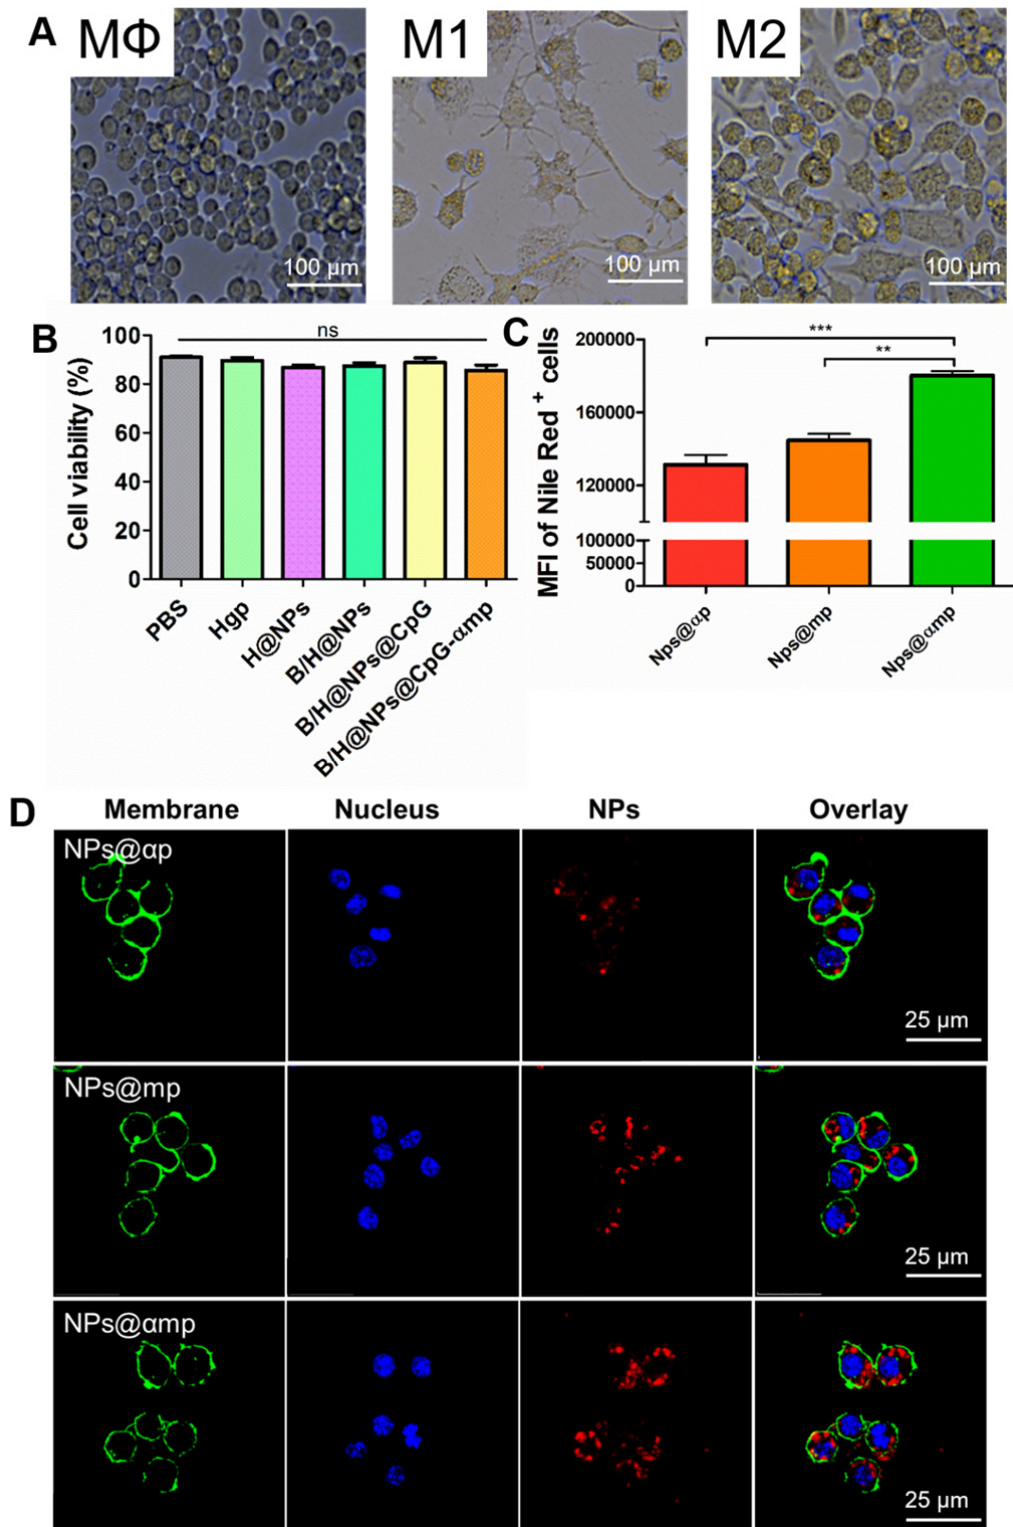 A
MΦ
M1
M2
100 µm
100 µm
100 µm
B
Cell viability (%)
100
80
60
40
20
0
ns
PBS
Hgp
H@NPs
B/H@NPs
B/H@NPs@CpG
B/H@NPs@CpG-αmp
C
MFI of Nile Red + cells
200000
160000
120000
100000
50000
0
***
**
Nps@αp
Nps@mp
Nps@αmp
D
Membrane
Nucleus
NPs
Overlay
NPs@αp
25 µm
NPs@mp
25 µm
NPs@αmp
25 µm